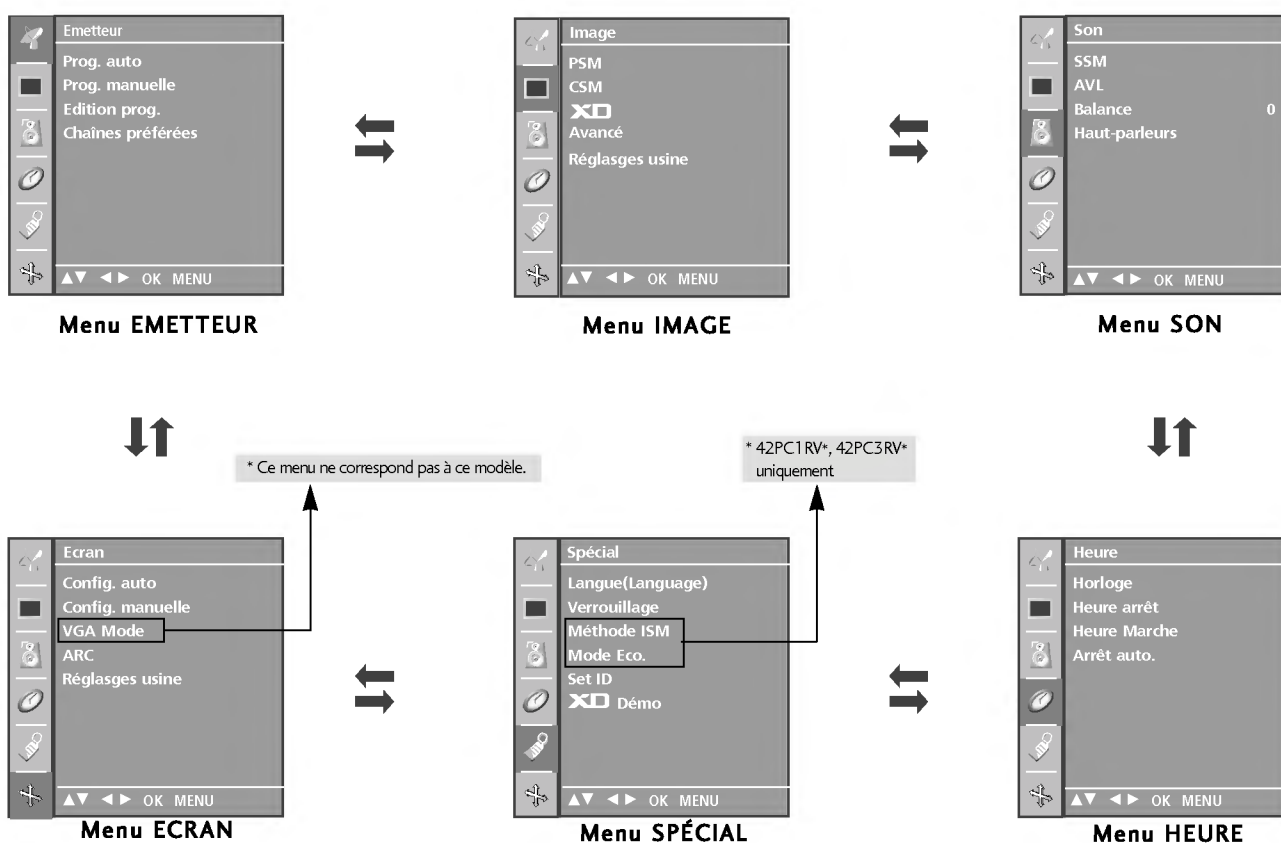 Emetteur
Prog. auto
Prog. manuelle
Edition prog.
Chaînes préférées
▲▼ ◄► OK MENU
Menu EMETTEUR
Image
PSM
CSM
XD
Avancé
Réglasges usine
▲▼ ◄► OK MENU
Menu IMAGE
Son
SSM
AVL
Balance 0
Haut-parleurs
▲▼ ◄► OK MENU
Menu SON
* Ce menu ne correspond pas à ce modèle.
* 42PC1RV*, 42PC3RV*
uniquement
Ecran
Config. auto
Config. manuelle
VGA Mode
ARC
Réglasges usine
▲▼ ◄► OK MENU
Menu ECRAN
Spécial
Langue(Language)
Verrouillage
Méthode ISM
Mode Eco.
Set ID
XD Démo
▲▼ ◄► OK MENU
Menu SPÉCIAL
Heure
Horloge
Heure arrêt
Heure Marche
Arrêt auto.
▲▼ ◄► OK MENU
Menu HEURE